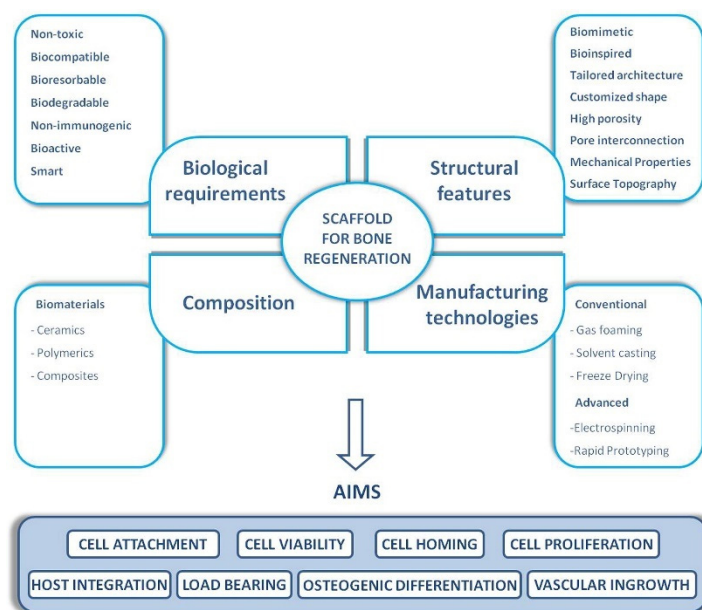 Non-toxic
Biocompatible
Bioresorbable
Biodegradable
Non-immunogenic
Bioactive
Smart
Biomimetic
Bioinspired
Tailored architecture
Customized shape
High porosity
Pore interconnection
Mechanical Properties
Surface Topography
Biological
requirements
Structural
features
SCAFFOLD
FOR BONE
REGENERATION
Composition
Manufacturing
technologies
Biomaterials
- Ceramics
- Polymerics
- Composites
Conventional
- Gas foaming
- Solvent casting
- Freeze Drying
Advanced
-Electrospinning
-Rapid Prototyping
AIMS
CELL ATTACHMENT
CELL VIABILITY
CELL HOMING
CELL PROLIFERATION
HOST INTEGRATION
LOAD BEARING
OSTEOGENIC DIFFERENTIATION
VASCULAR INGROWTH